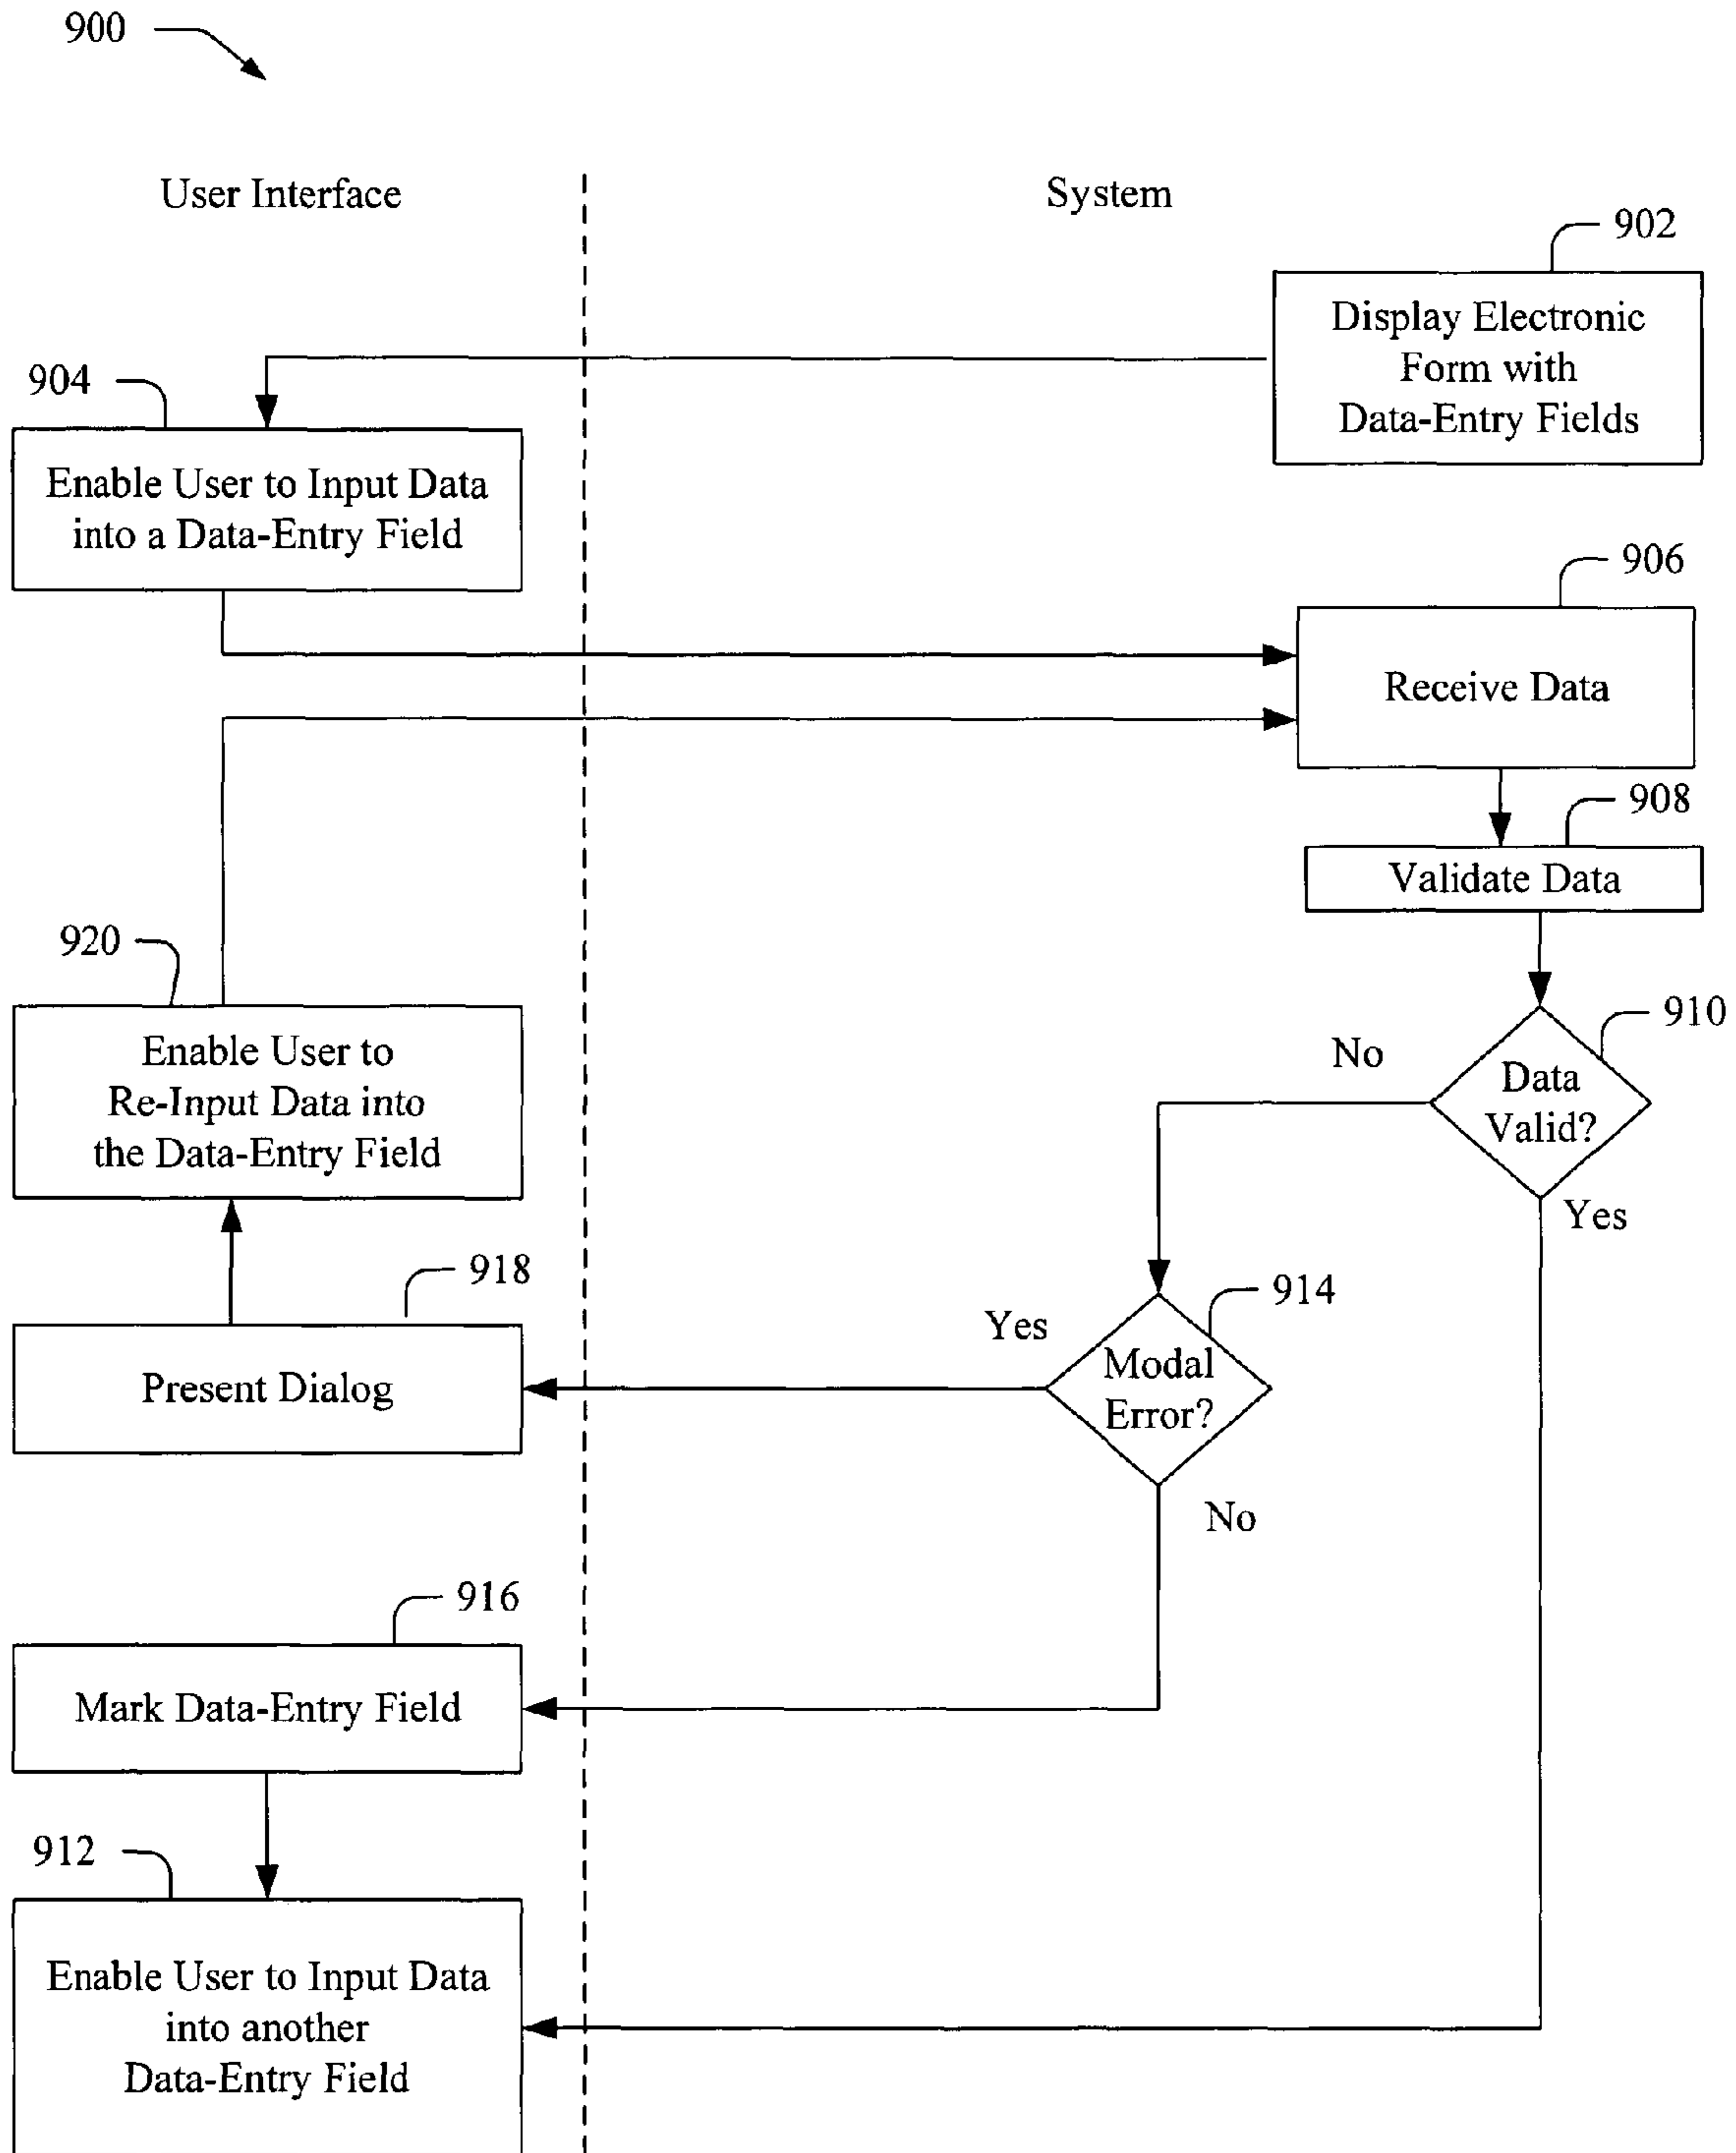 900
User Interface
System
902
Display Electronic
Form with
Data-Entry Fields
904
Enable User to Input Data
into a Data-Entry Field
906
Receive Data
908
Validate Data
920
Enable User to
Re-Input Data into
the Data-Entry Field
910
No
Data
Valid?
Yes
918
Present Dialog
914
Yes
Modal
Error?
No
916
Mark Data-Entry Field
912
Enable User to Input Data
into another
Data-Entry Field